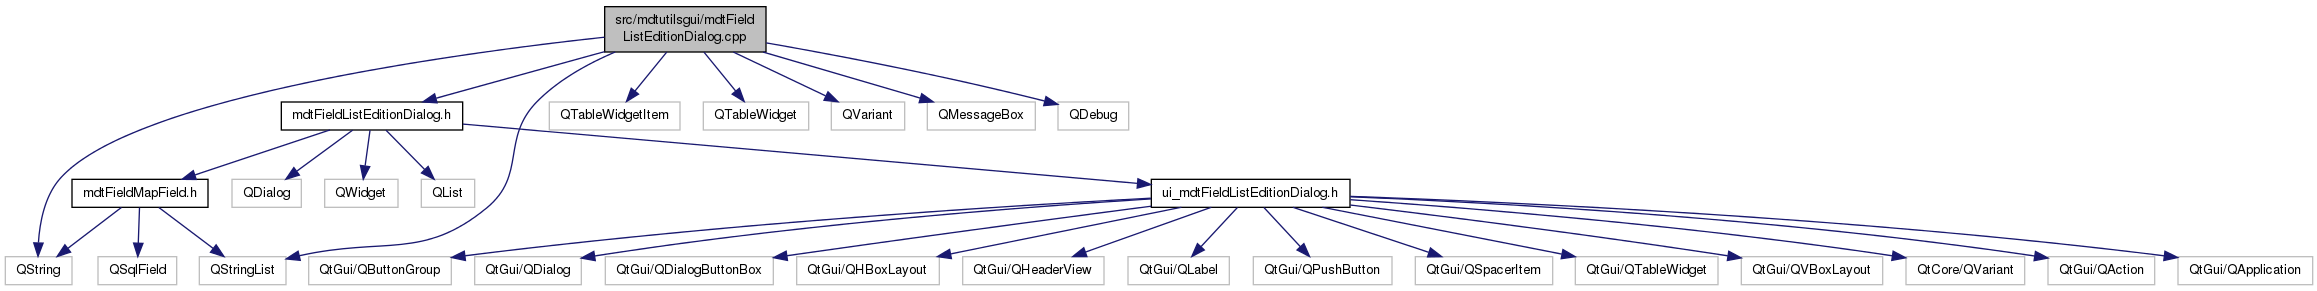 src/mdtutilsgui/mdtField
ListEditionDialog.cpp
mdtFieldListEditionDialog.h
QTableWidgetItem
QTableWidget
QVariant
QMessageBox
QDebug
mdtFieldMapField.h
QDialog
QWidget
QList
ui_mdtFieldListEditionDialog.h
QString
QSqlField
QStringList
QtGui/QButtonGroup
QtGui/QDialog
QtGui/QDialogButtonBox
QtGui/QHBoxLayout
QtGui/QHeaderView
QtGui/QLabel
QtGui/QPushButton
QtGui/QSpacerItem
QtGui/QTableWidget
QtGui/QVBoxLayout
QtCore/QVariant
QtGui/QAction
QtGui/QApplication